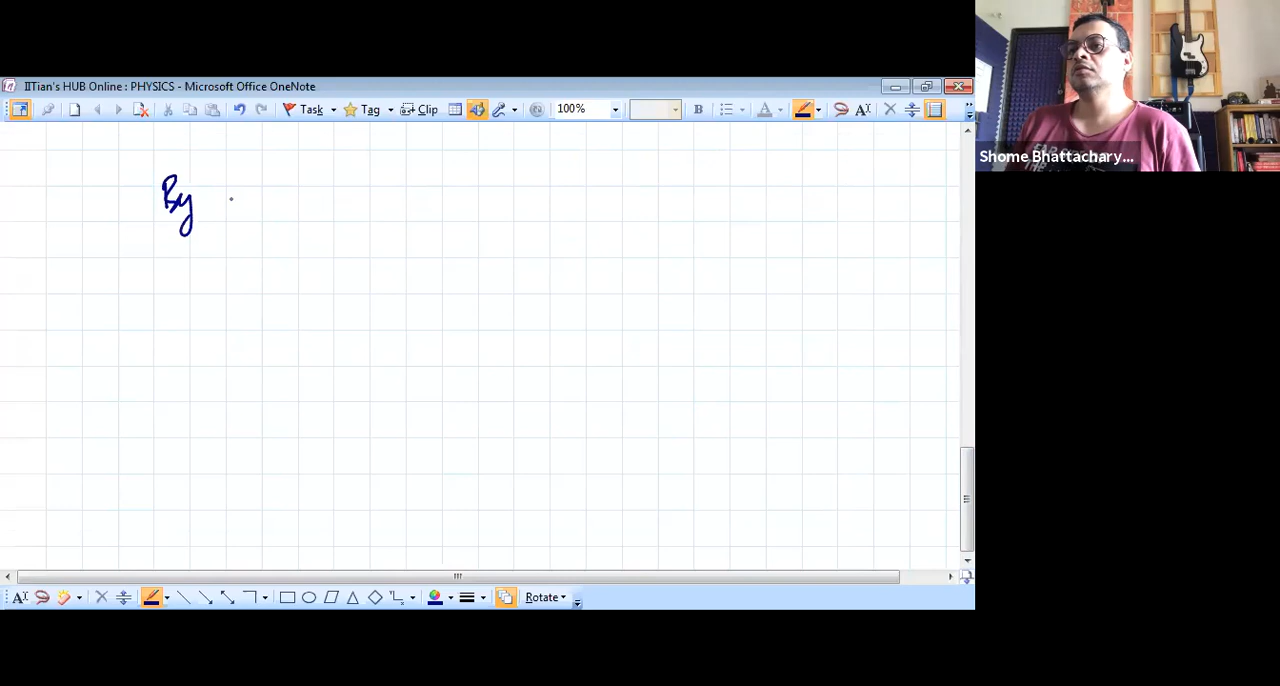 IITian's HUB Online : PHYSICS - Microsoft Office OneNote
Task Tag Clip 100% B A
By
Rotate
Shome Bhattachary...